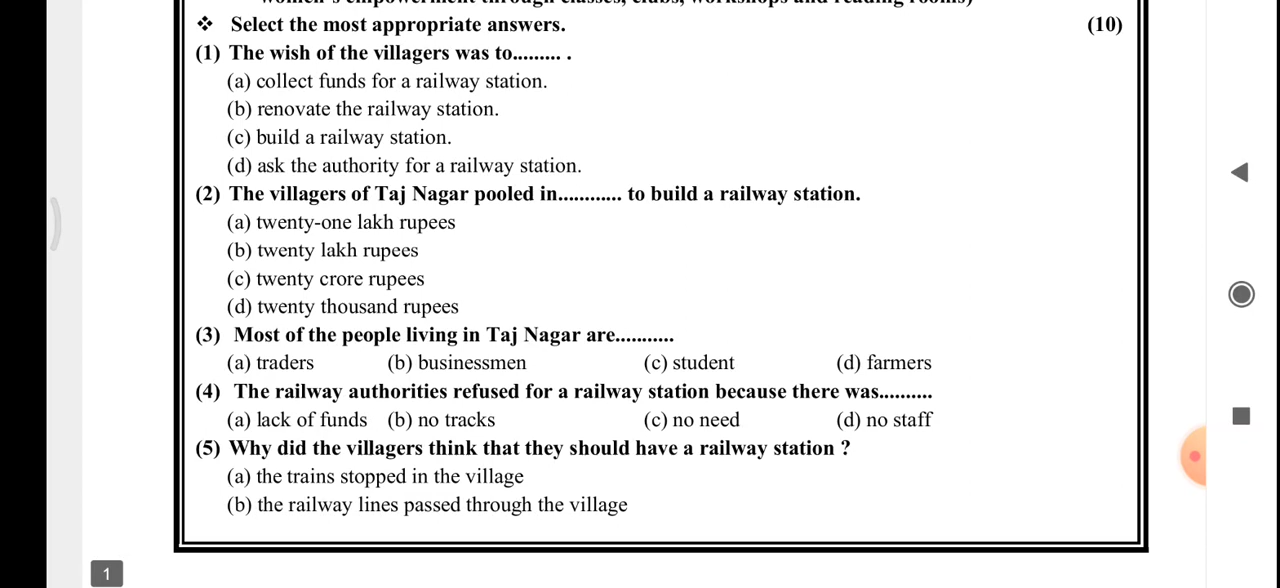 ❖ Select the most appropriate answers. (10)
(1) The wish of the villagers was to......... .
(a) collect funds for a railway station.
(b) renovate the railway station.
(c) build a railway station.
(d) ask the authority for a railway station.
(2) The villagers of Taj Nagar pooled in............ to build a railway station.
(a) twenty-one lakh rupees
(b) twenty lakh rupees
(c) twenty crore rupees
(d) twenty thousand rupees
(3) Most of the people living in Taj Nagar are...........
(a) traders (b) businessmen (c) student (d) farmers
(4) The railway authorities refused for a railway station because there was..........
(a) lack of funds (b) no tracks (c) no need (d) no staff
(5) Why did the villagers think that they should have a railway station ?
(a) the trains stopped in the village
(b) the railway lines passed through the village
1